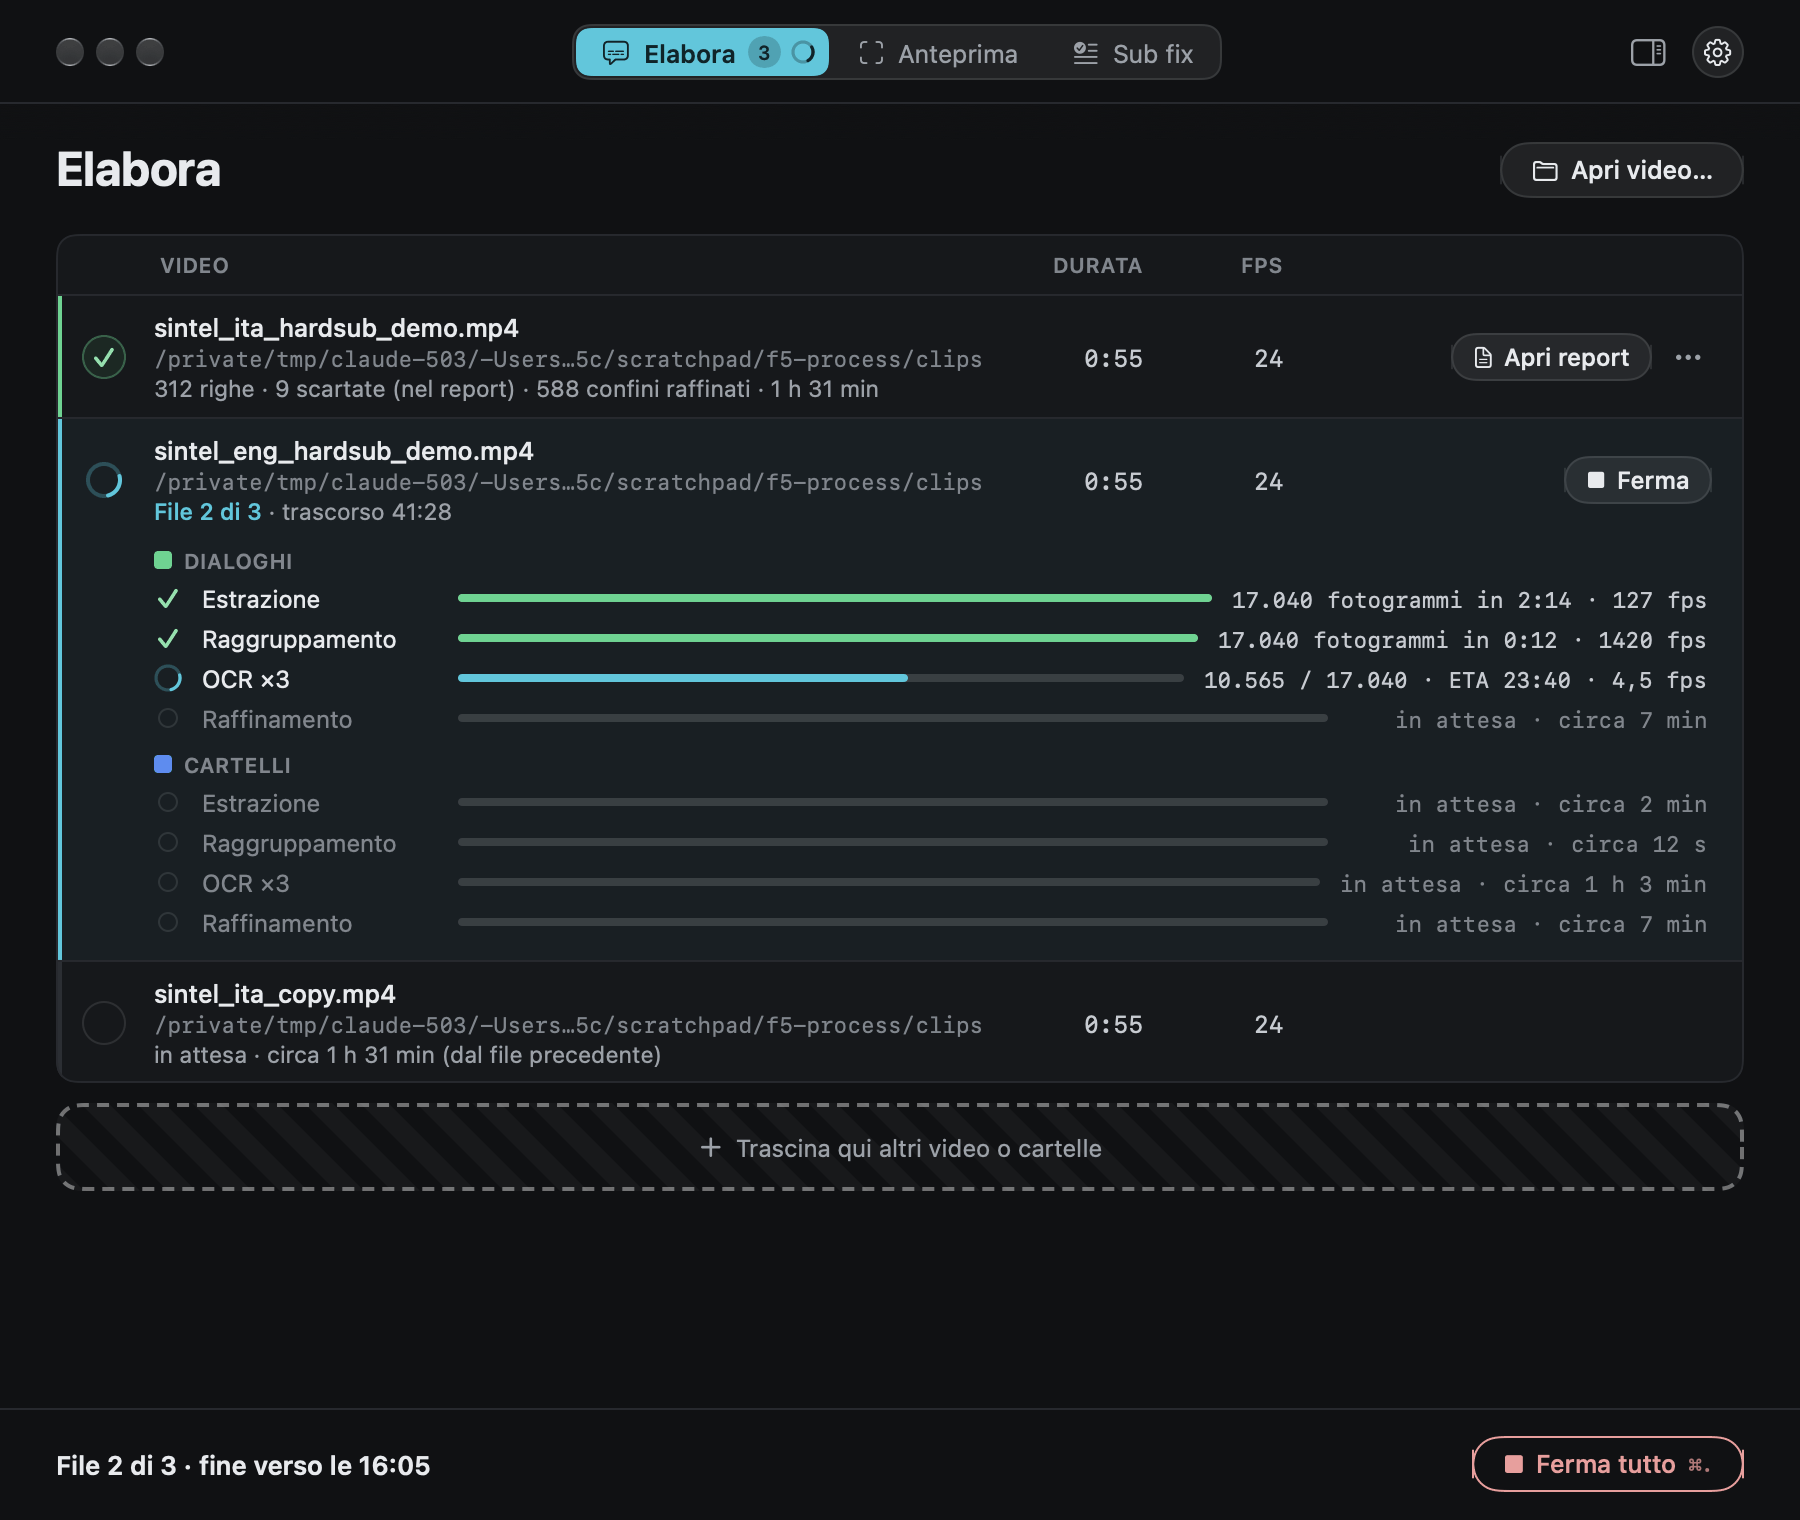 Elabora 3 Anteprima Sub fix
Elabora
Apri video...
VIDEO DURATA FPS
sintel_ita_hardsub_demo.mp4
/private/tmp/claude-503/-Users…5c/scratchpad/f5-process/clips
312 righe · 9 scartate (nel report) · 588 confini raffinati · 1 h 31 min
0:55 24
Apri report
sintel_eng_hardsub_demo.mp4
/private/tmp/claude-503/-Users…5c/scratchpad/f5-process/clips
File 2 di 3 · trascorso 41:28
0:55 24
Ferma
DIALOGHI
Estrazione 17.040 fotogrammi in 2:14 · 127 fps
Raggruppamento 17.040 fotogrammi in 0:12 · 1420 fps
OCR ×3 10.565 / 17.040 · ETA 23:40 · 4,5 fps
Raffinamento in attesa · circa 7 min
CARTELLI
Estrazione in attesa · circa 2 min
Raggruppamento in attesa · circa 12 s
OCR ×3 in attesa · circa 1 h 3 min
Raffinamento in attesa · circa 7 min
sintel_ita_copy.mp4
/private/tmp/claude-503/-Users…5c/scratchpad/f5-process/clips
in attesa · circa 1 h 31 min (dal file precedente)
0:55 24
+ Trascina qui altri video o cartelle
File 2 di 3 · fine verso le 16:05
Ferma tutto ⌘.